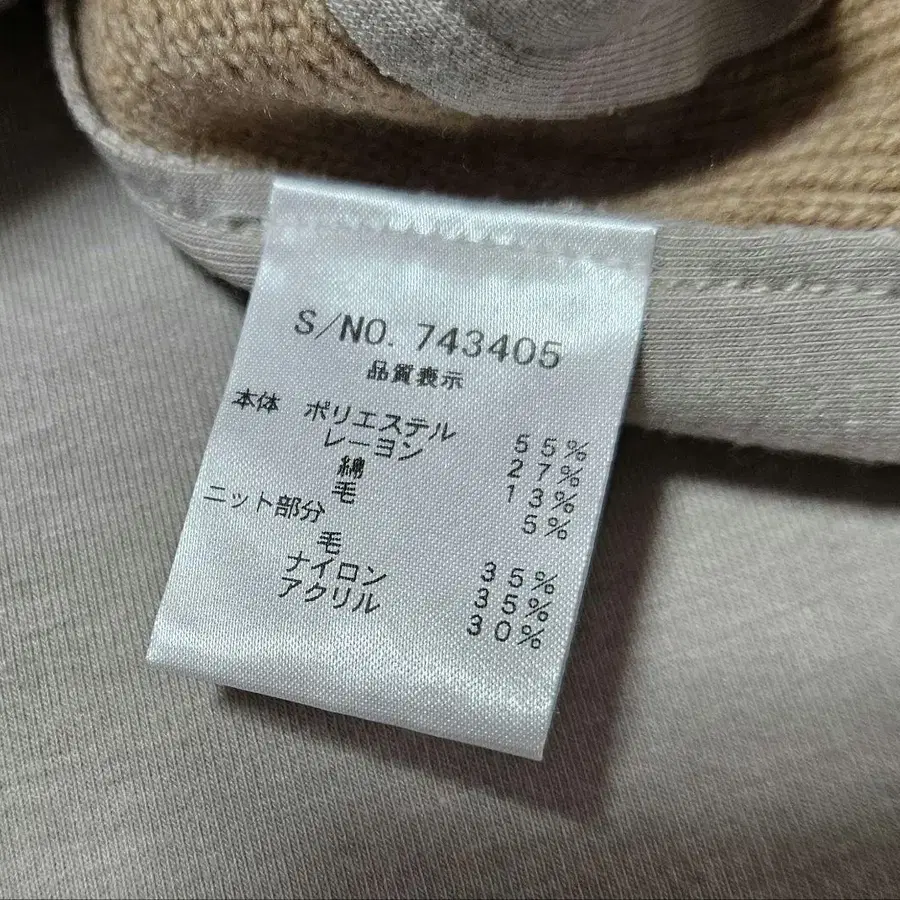 S/NO. 743405
品質表示
本体 ポリエステル 55%
レーヨン 27%
綿 13%
毛 5%
ニット部分
毛 35%
ナイロン 35%
アクリル 30%